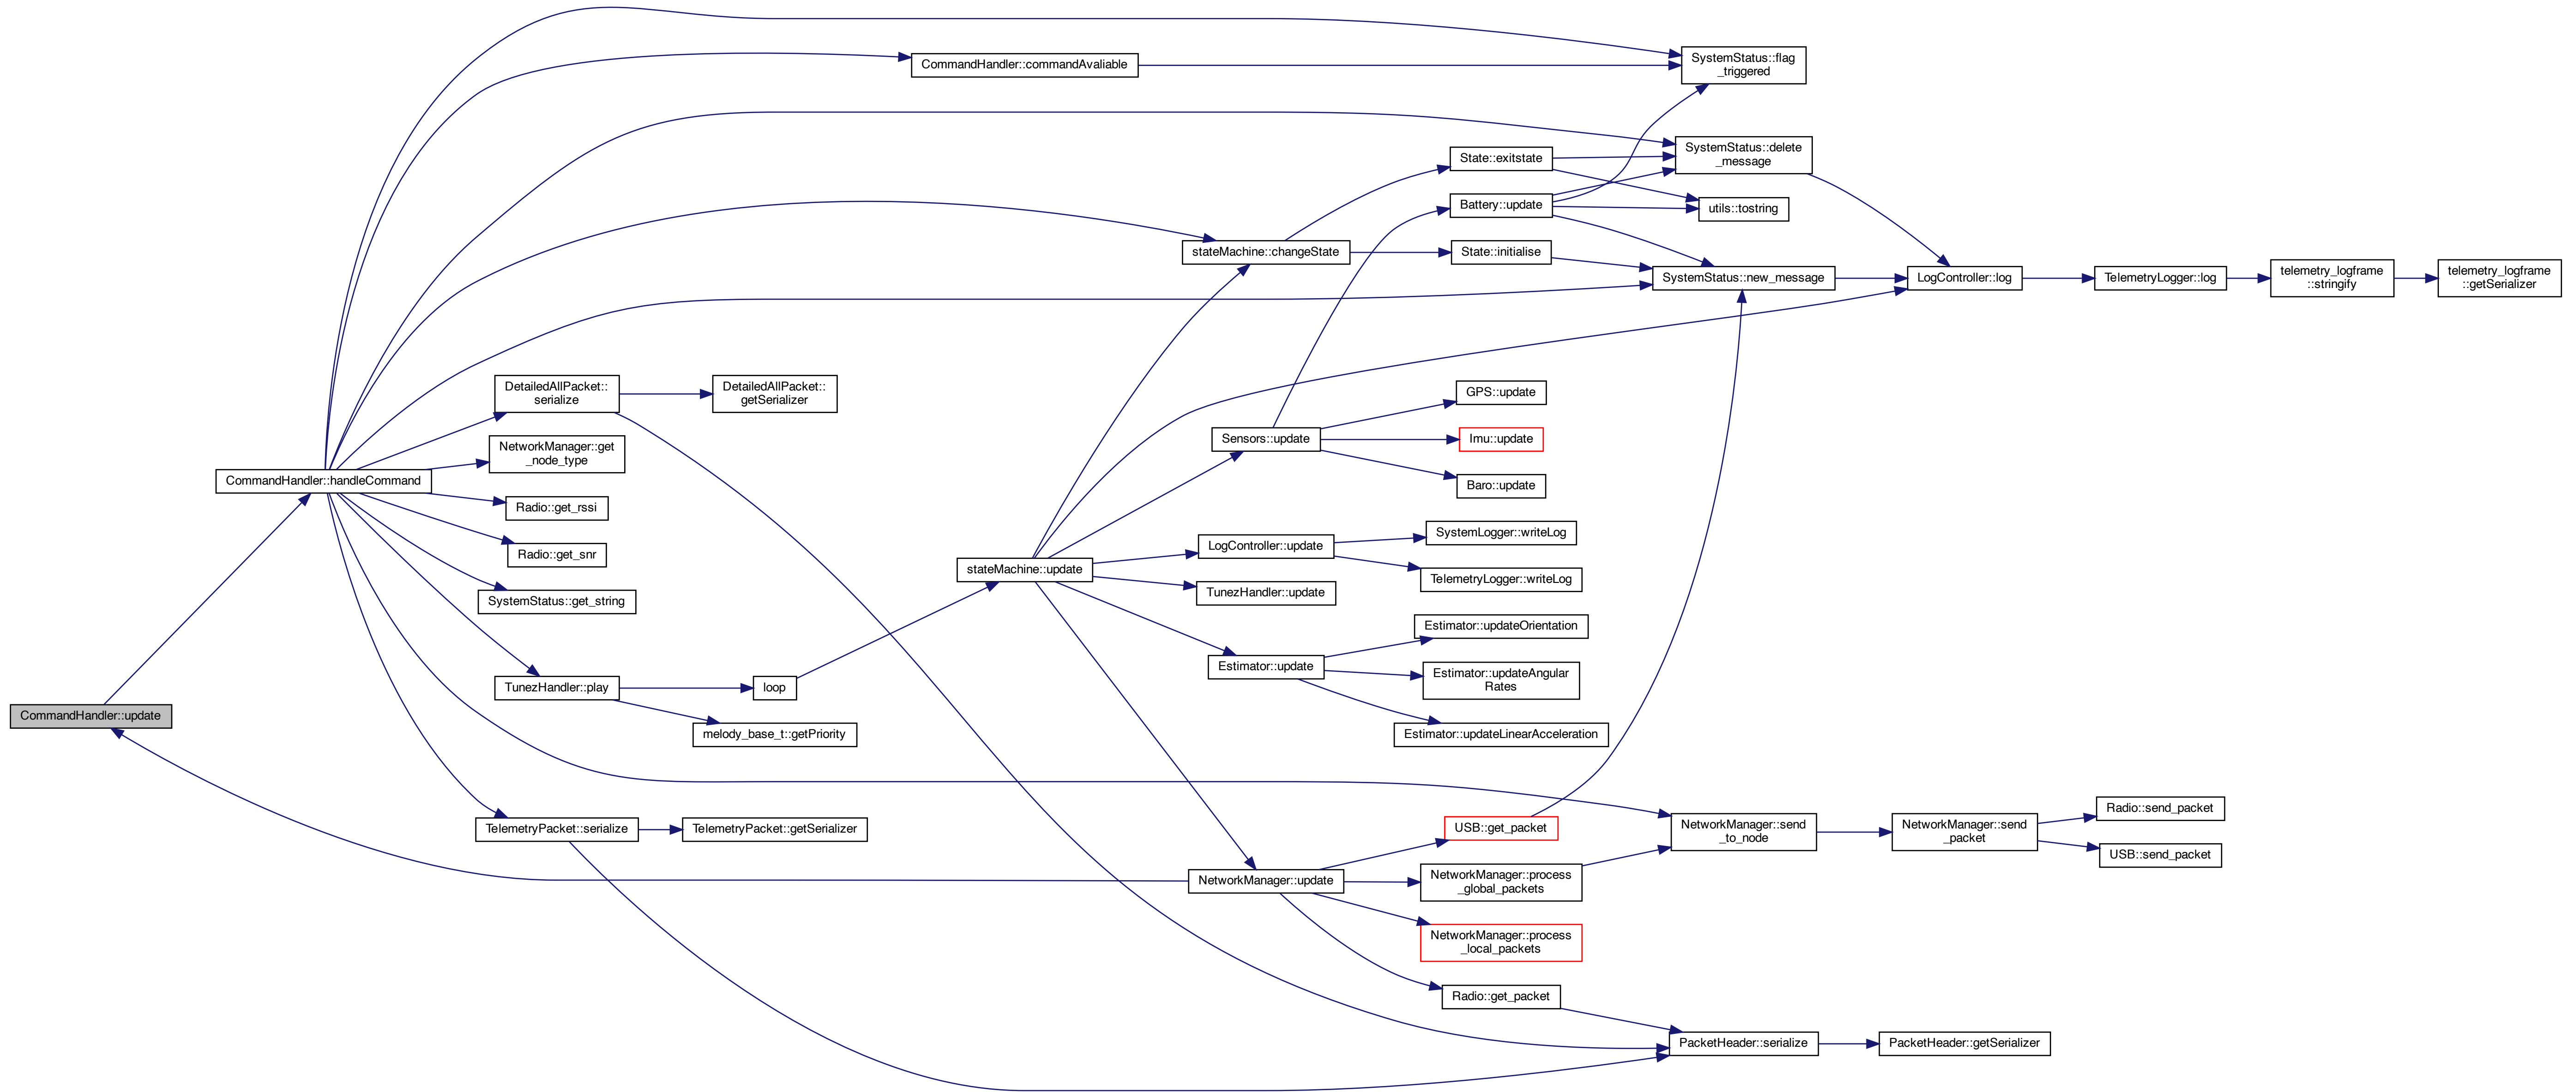 CommandHandler::update
CommandHandler::handleCommand
CommandHandler::commandAvaliable
SystemStatus::flag
_triggered
SystemStatus::delete
_message
State::exitstate
Battery::update
utils::tostring
stateMachine::changeState
State::initialise
SystemStatus::new_message
LogController::log
TelemetryLogger::log
telemetry_logframe
::stringify
telemetry_logframe
::getSerializer
DetailedAllPacket::
serialize
DetailedAllPacket::
getSerializer
NetworkManager::get
_node_type
Radio::get_rssi
Radio::get_snr
SystemStatus::get_string
TunezHandler::play
loop
melody_base_t::getPriority
TelemetryPacket::serialize
TelemetryPacket::getSerializer
stateMachine::update
Sensors::update
GPS::update
Imu::update
Baro::update
LogController::update
SystemLogger::writeLog
TelemetryLogger::writeLog
TunezHandler::update
Estimator::update
Estimator::updateOrientation
Estimator::updateAngular
Rates
Estimator::updateLinearAcceleration
NetworkManager::update
USB::get_packet
NetworkManager::process
_global_packets
NetworkManager::process
_local_packets
Radio::get_packet
NetworkManager::send
_to_node
NetworkManager::send
_packet
Radio::send_packet
USB::send_packet
PacketHeader::serialize
PacketHeader::getSerializer